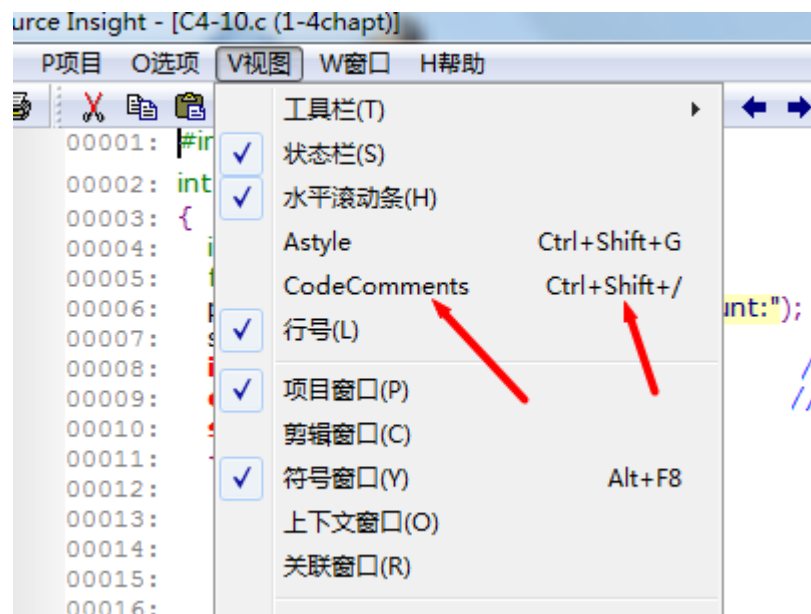 urce Insight - [C4-10.c (1-4chapt)]
P项目 O选项 V视图 W窗口 H帮助
工具栏(T)
00001: #in
状态栏(S)
00002: int
水平滚动条(H)
00003: {
00004: i
Astyle Ctrl+Shift+G
00005: f
CodeComments Ctrl+Shift+/
00006: p unt:");
行号(L)
00007: s
00008: i /
项目窗口(P)
00009: //
00010: s
剪辑窗口(C)
00011:
符号窗口(Y) Alt+F8
00012:
00013:
上下文窗口(O)
00014:
关联窗口(R)
00015:
00016: